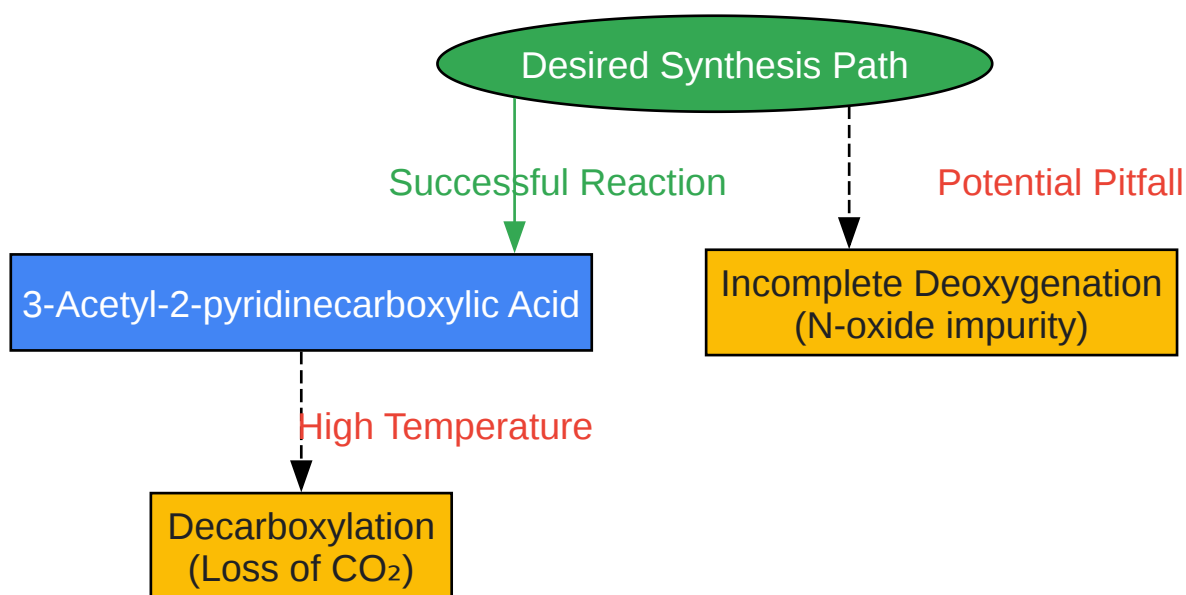 Desired Synthesis Path
Successful Reaction
Potential Pitfall
3-Acetyl-2-pyridinecarboxylic Acid
Incomplete Deoxygenation
(N-oxide impurity)
High Temperature
Decarboxylation
(Loss of CO₂)